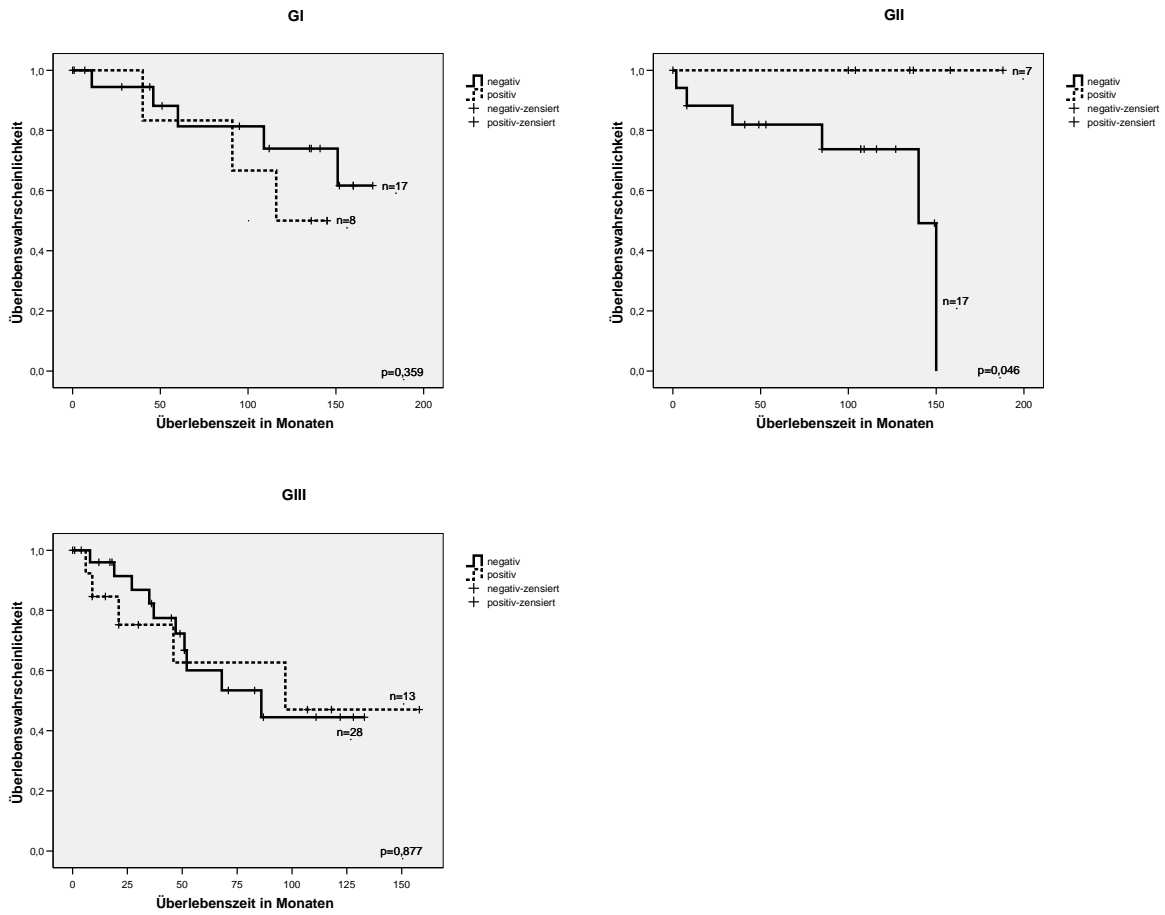 GI
Überlebenswahrscheinlichkeit
1,0
0,8
0,6
0,4
0,2
0,0
n=17
n=8
p=0,359
0 50 100 150 200
Überlebenszeit in Monaten
negativ
positiv
negativ-zensiert
positiv-zensiert
GII
Überlebenswahrscheinlichkeit
1,0
0,8
0,6
0,4
0,2
0,0
n=7
n=17
p=0,046
0 50 100 150 200
Überlebenszeit in Monaten
negativ
positiv
negativ-zensiert
positiv-zensiert
GIII
Überlebenswahrscheinlichkeit
1,0
0,8
0,6
0,4
0,2
0,0
n=13
n=28
p=0,877
0 25 50 75 100 125 150
Überlebenszeit in Monaten
negativ
positiv
negativ-zensiert
positiv-zensiert